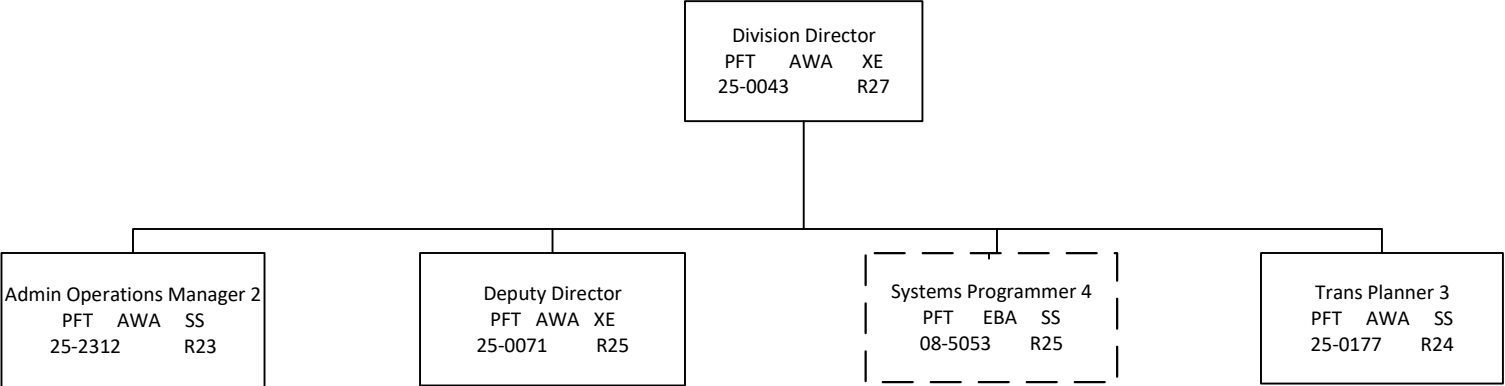 Division Director
PFT AWA XE
25-0043 R27
Admin Operations Manager 2
PFT AWA SS
25-2312 R23
Deputy Director
PFT AWA XE
25-0071 R25
Systems Programmer 4
PFT EBA SS
08-5053 R25
Trans Planner 3
PFT AWA SS
25-0177 R24